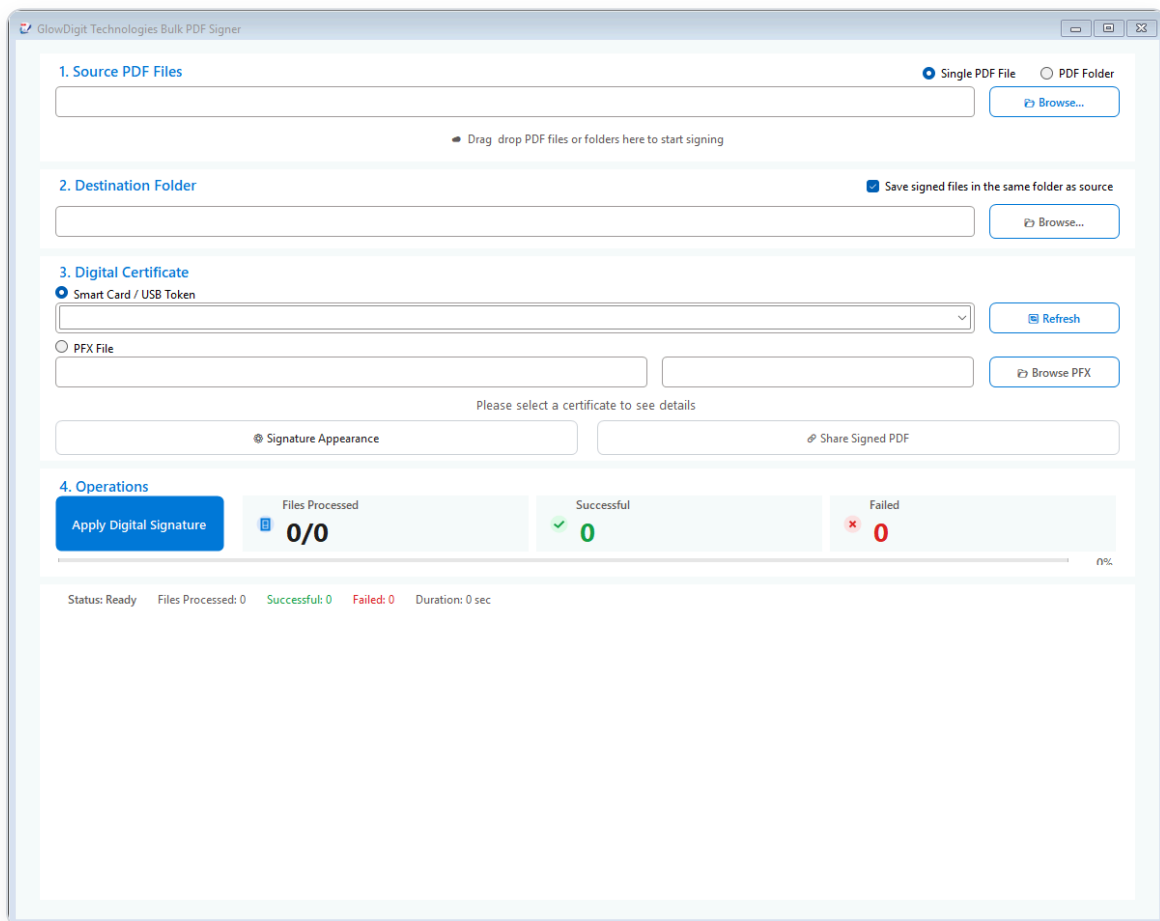 GlowDigit Technologies Bulk PDF Signer
1. Source PDF Files
Single PDF File
PDF Folder
Browse...
Drag drop PDF files or folders here to start signing
2. Destination Folder
Save signed files in the same folder as source
Browse...
3. Digital Certificate
Smart Card / USB Token
Refresh
PFX File
Browse PFX
Please select a certificate to see details
Signature Appearance
Share Signed PDF
4. Operations
Apply Digital Signature
Files Processed
0/0
Successful
0
Failed
0
0%
Status: Ready Files Processed: 0 Successful: 0 Failed: 0 Duration: 0 sec